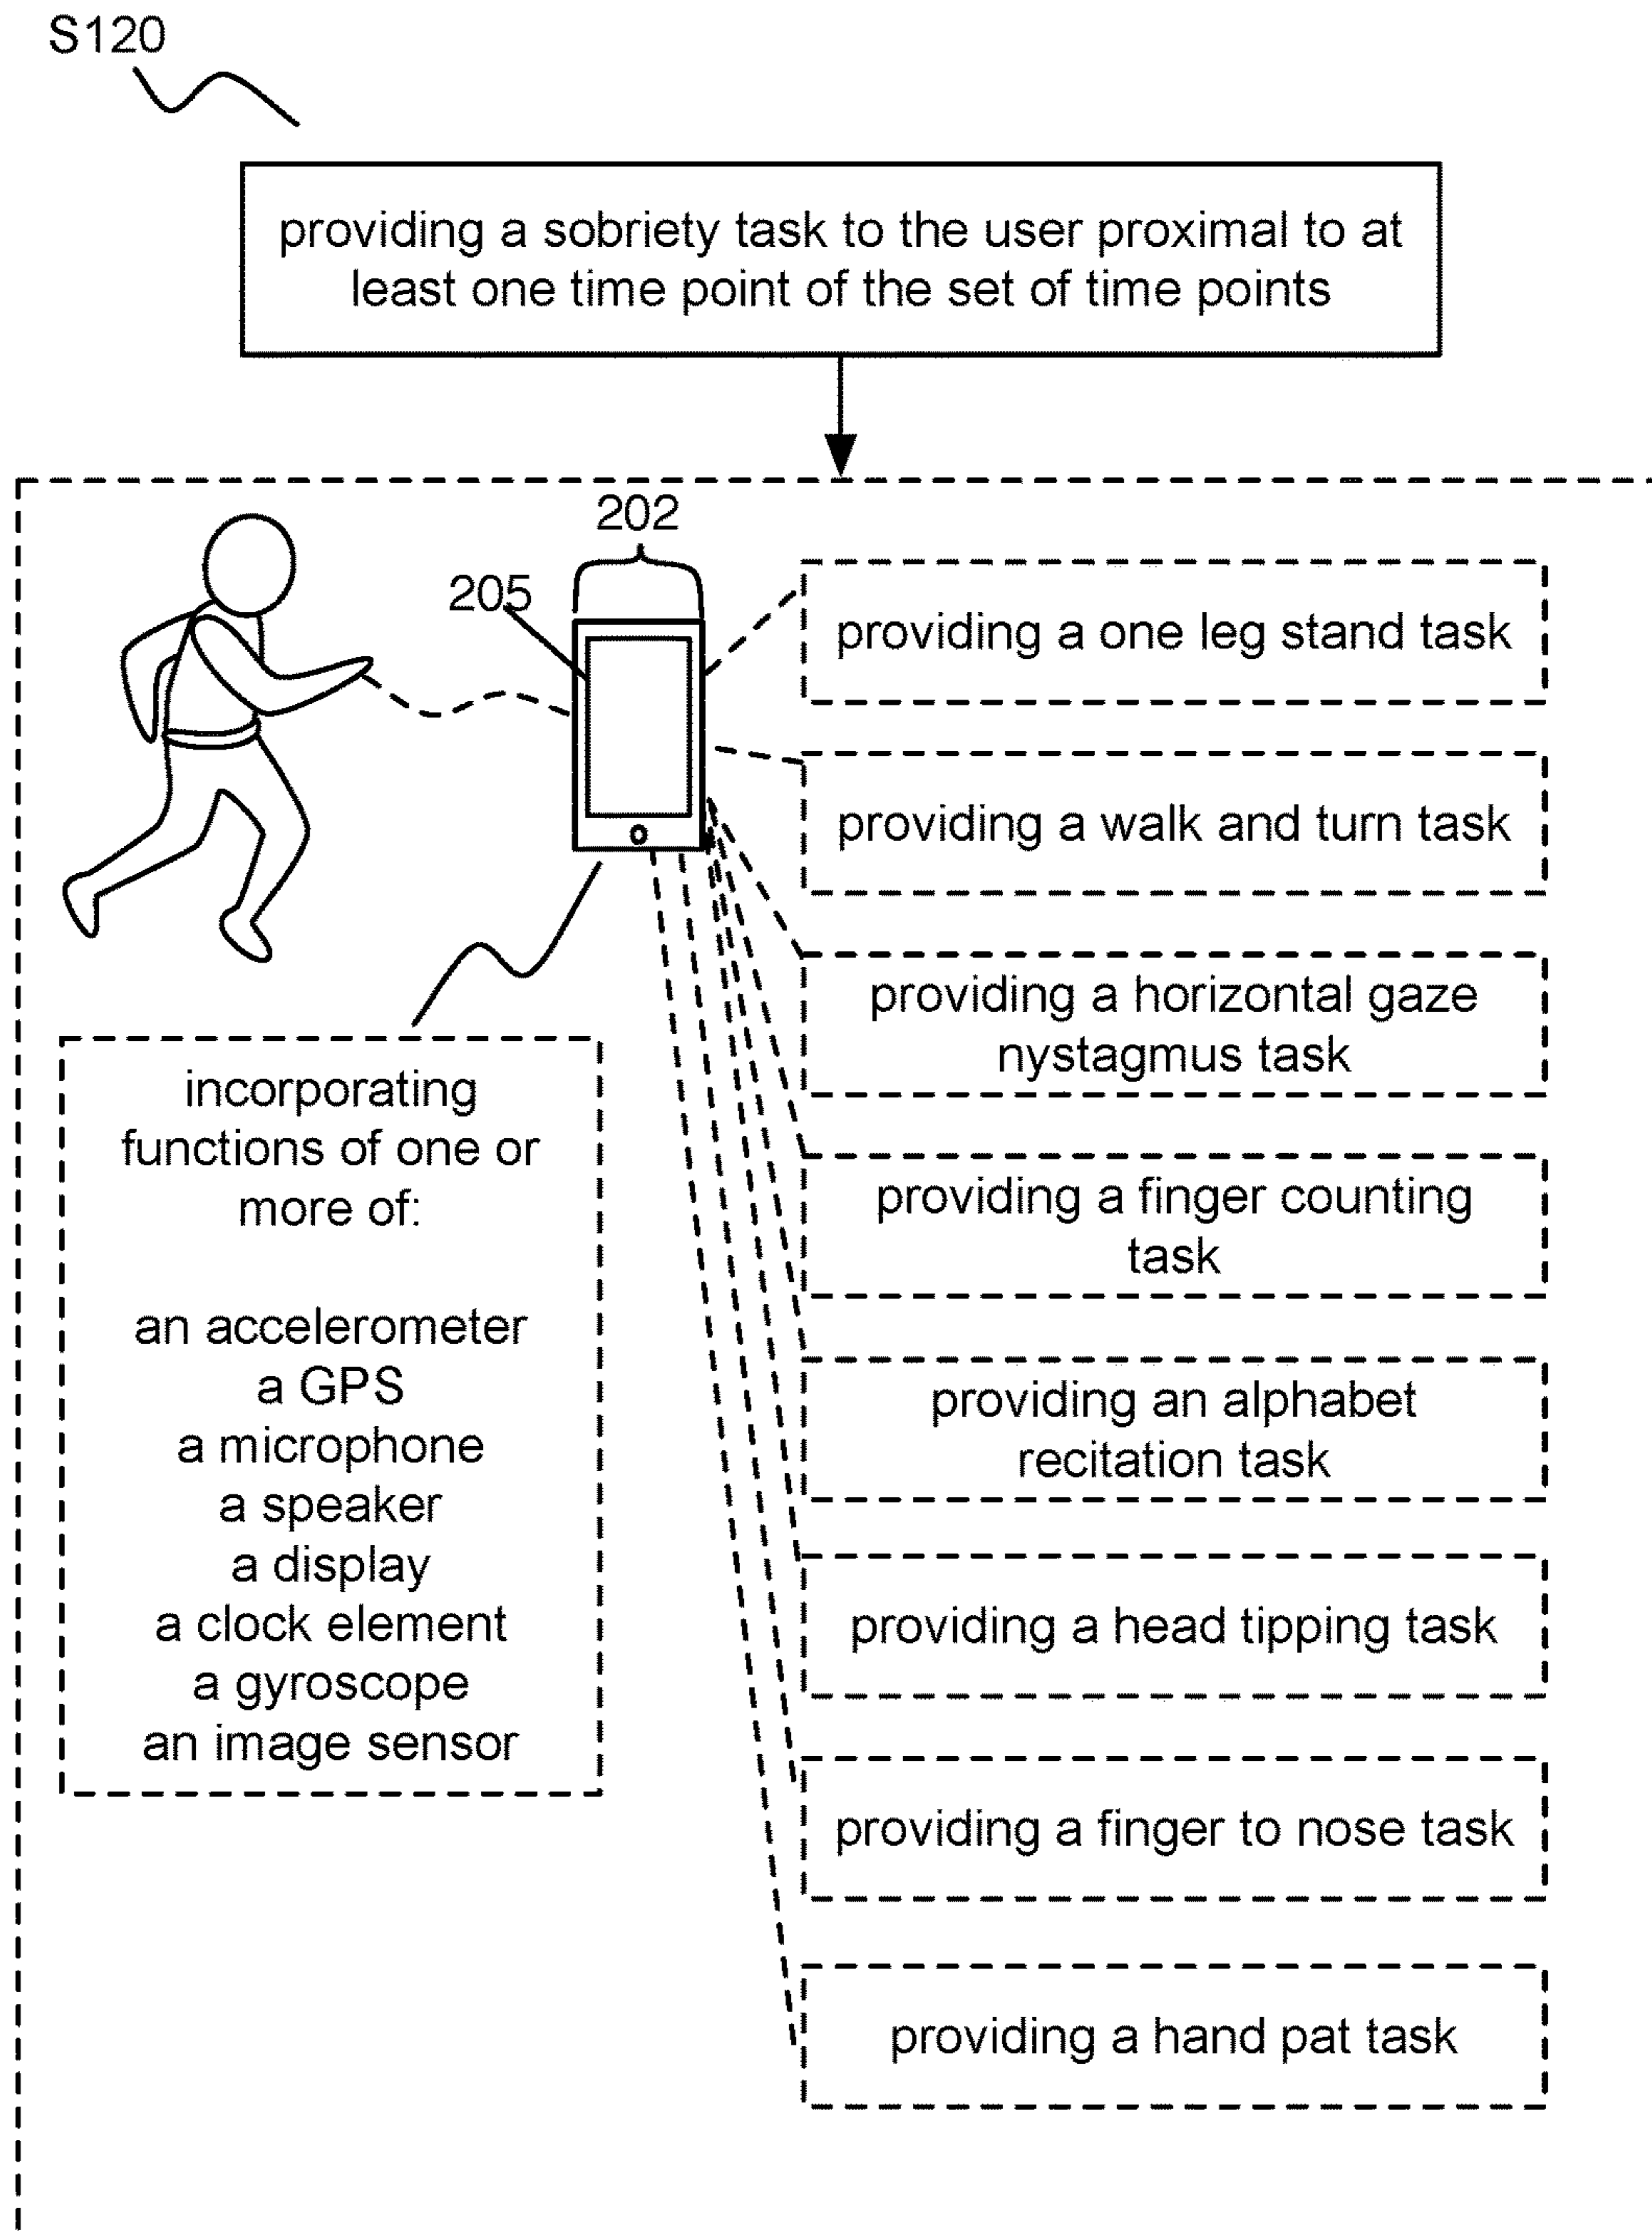 S120
providing a sobriety task to the user proximal to at
least one time point of the set of time points
202
205
providing a one leg stand task
providing a walk and turn task
providing a horizontal gaze
nystagmus task
providing a finger counting
task
providing an alphabet
recitation task
providing a head tipping task
providing a finger to nose task
providing a hand pat task
incorporating
functions of one or
more of:
an accelerometer
a GPS
a microphone
a speaker
a display
a clock element
a gyroscope
an image sensor